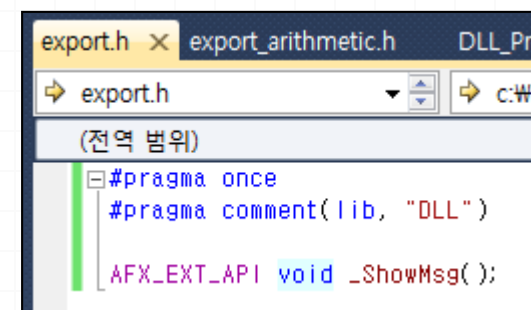 export.h × export_arithmetic.h DLL_Pr
export.h c:₩
(전역 범위)
#pragma once
#pragma comment(lib, "DLL")
AFX_EXT_API void _ShowMsg();